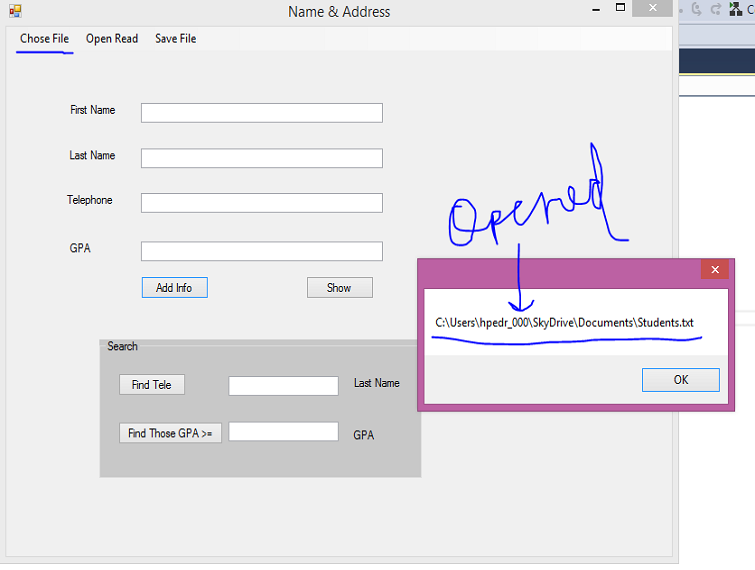 Name & Address
Chose File Open Read Save File
First Name
Last Name
Telephone
GPA
Add Info Show
Opened
C:\Users\hpedr_000\SkyDrive\Documents\Students.txt
OK
Search
Find Tele Last Name
Find Those GPA >= GPA